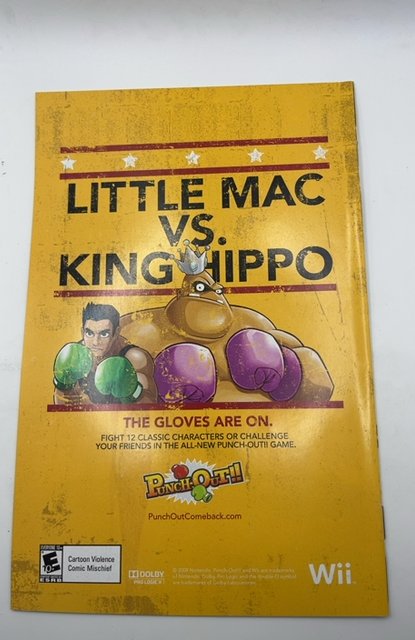 LITTLE MAC
VS.
KING HIPPO
THE GLOVES ARE ON.
FIGHT 12 CLASSIC CHARACTERS OR CHALLENGE
YOUR FRIENDS IN THE ALL-NEW PUNCH-OUT!! GAME.
PUNCH-OUT!!
PunchOutComeback.com
EVERYONE 10+
E
10+
ESRB
Cartoon Violence
Comic Mischief
DOLBY
PRO LOGIC II
Wii